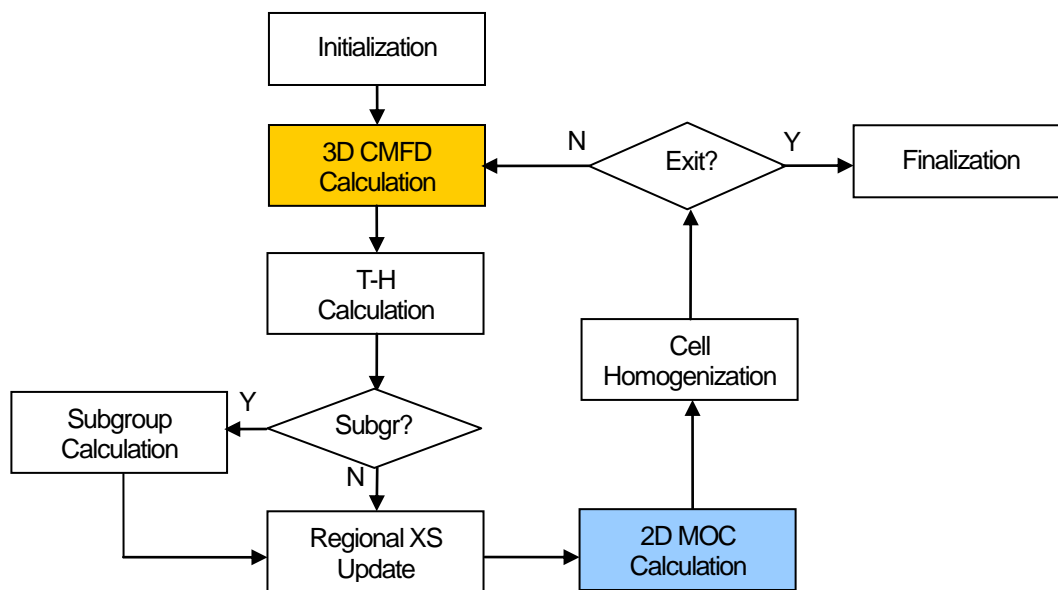 Initialization
3D CMFD
Calculation
N
Exit?
Y
Finalization
T-H
Calculation
Cell
Homogenization
Subgroup
Calculation
Y
Subgr?
N
Regional XS
Update
2D MOC
Calculation